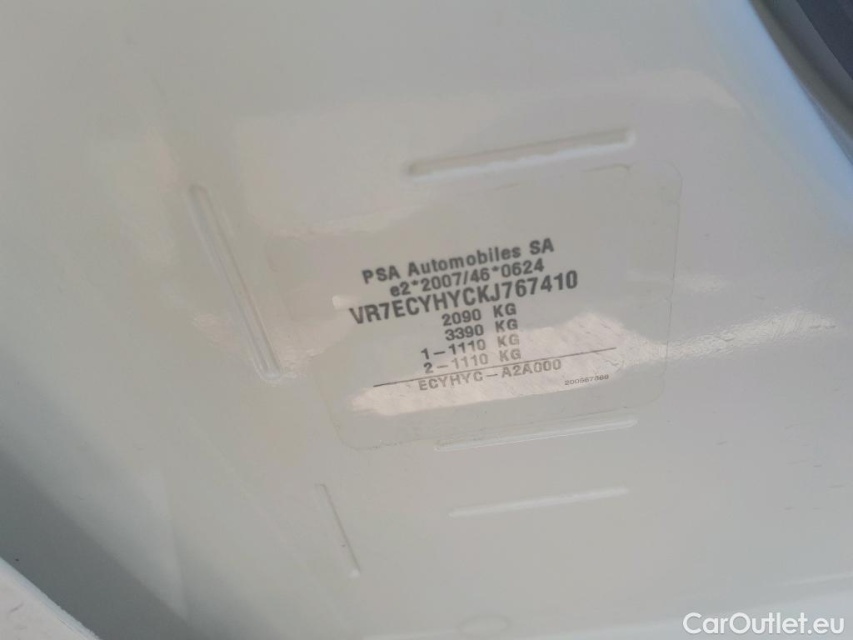 PSA Automobiles SA
e2*2007/46*0624
VR7ECYHYCKJ767410
2090 KG
3390 KG
1-1110 KG
2-1110 KG
ECYHYC-A2A000
CarOutlet.eu